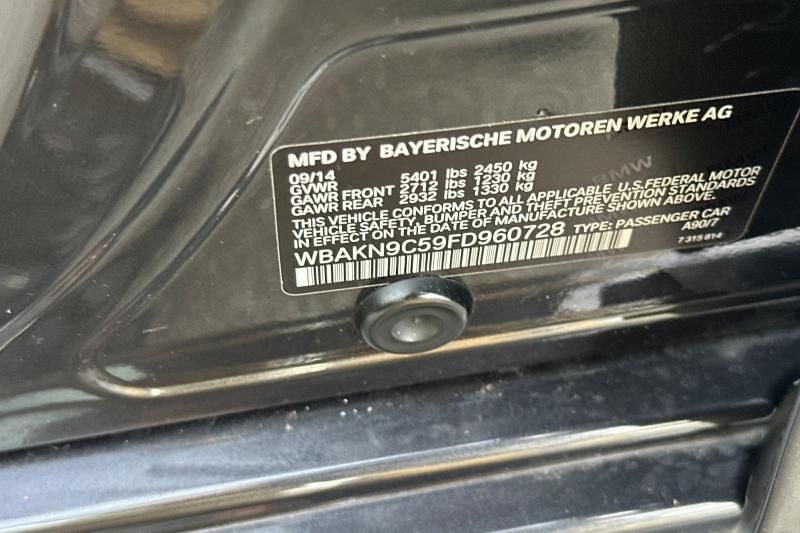 MFD BY BAYERISCHE MOTOREN WERKE AG
09/14
GVWR 5401 lbs 2450 kg
GAWR FRONT 2712 lbs 1230 kg
GAWR REAR 2932 lbs 1330 kg
THIS VEHICLE CONFORMS TO ALL APPLICABLE U.S.FEDERAL MOTOR
VEHICLE SAFETY, BUMPER AND THEFT PREVENTION STANDARDS
IN EFFECT ON THE DATE OF MANUFACTURE SHOWN ABOVE.
WBAKN9C59FD960728 TYPE: PASSENGER CAR
A90/7
7 315 814
BMW